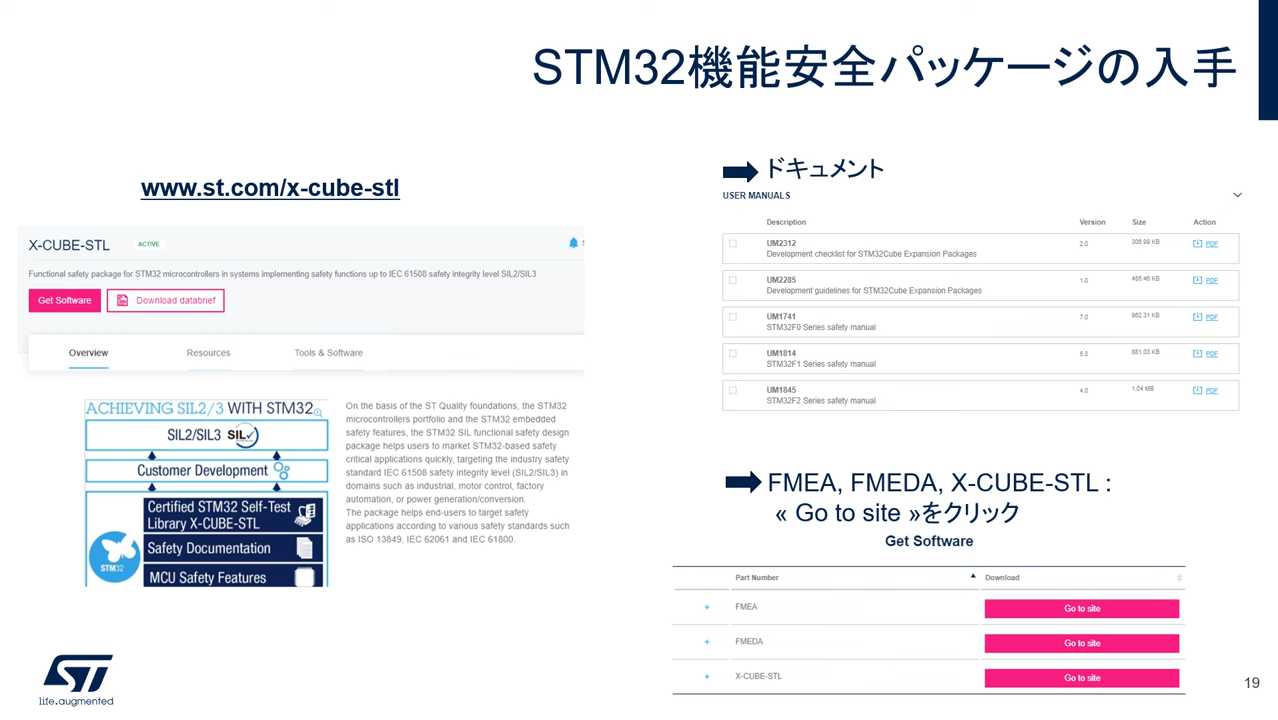 STM32機能安全パッケージの入手
www.st.com/x-cube-stl
X-CUBE-STL ACTIVE
Functional safety package for STM32 microcontrollers in systems implementing safety functions up to IEC 61508 safety integrity level SIL2/SIL3
Get Software Download databrief
Overview Resources Tools & Software
ACHIEVING SIL2/3 WITH STM32
SIL2/SIL3 SIL
Customer Development
Certified STM32 Self-Test
Library X-CUBE-STL
Safety Documentation
MCU Safety Features
STM32
On the basis of the ST Quality foundations, the STM32
microcontrollers portfolio and the STM32 embedded
safety features, the STM32 SIL functional safety design
package helps users to market STM32-based safety
critical applications quickly, targeting the industry safety
standard IEC 61508 safety integrity level (SIL2/SIL3) in
domains such as industrial, motor control, factory
automation, or power generation/conversion.
The package helps end-users to target safety
applications according to various safety standards such
as ISO 13849, IEC 62061 and IEC 61800.
ドキュメント
USER MANUALS
Description Version Size Action
UM2312 2.0 306.99 KB PDF
Development checklist for STM32Cube Expansion Packages
UM2285 1.0 485.46 KB PDF
Development guidelines for STM32Cube Expansion Packages
UM1741 7.0 962.31 KB PDF
STM32F0 Series safety manual
UM1814 5.0 881.03 KB PDF
STM32F1 Series safety manual
UM1845 4.0 1.04 MB PDF
STM32F2 Series safety manual
FMEA, FMEDA, X-CUBE-STL :
« Go to site »をクリック
Get Software
Part Number Download
FMEA Go to site
FMEDA Go to site
X-CUBE-STL Go to site
ST
life.augmented
19